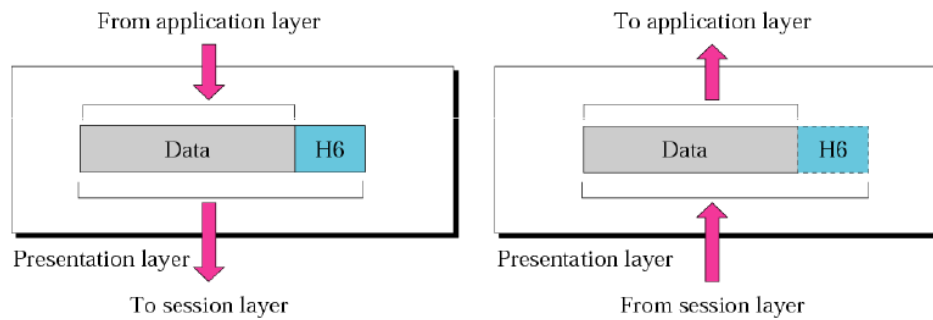 From application layer
To application layer
Data
H6
Data
H6
Presentation layer
Presentation layer
To session layer
From session layer